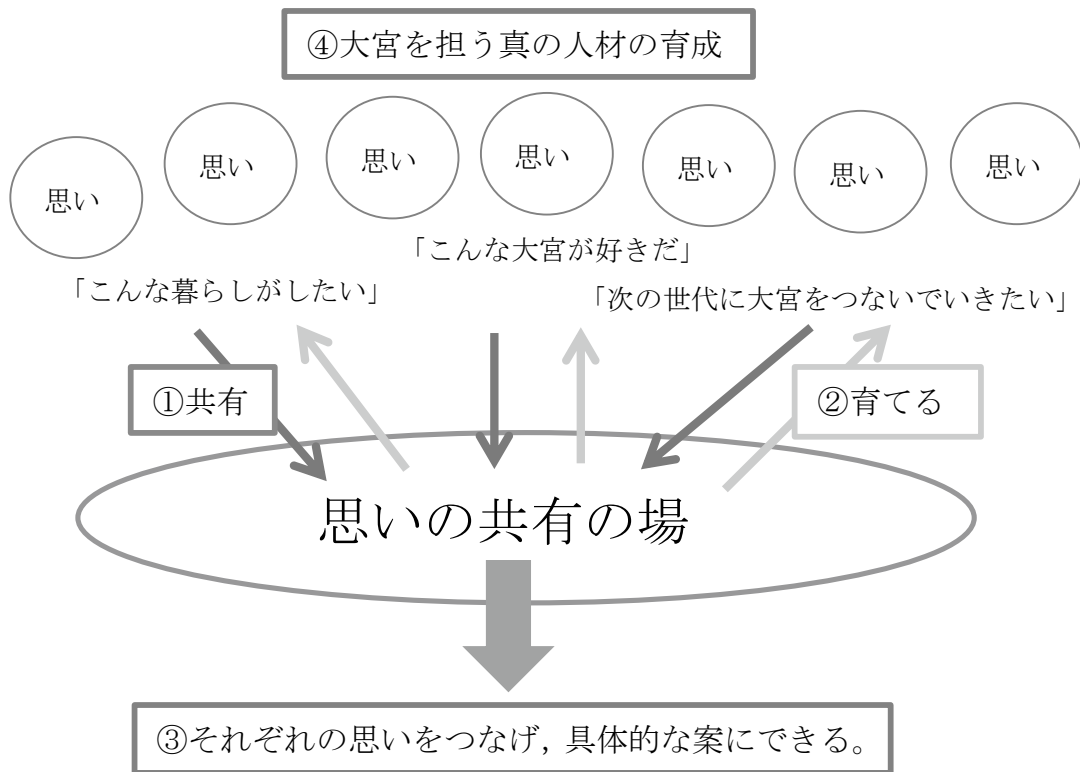 ④大宮を担う真の人材の育成
思い
思い
思い
思い
思い
思い
思い
「こんな大宮が好きだ」
「こんな暮らしがしたい」
「次の世代に大宮をつないでいきたい」
①共有
②育てる
思いの共有の場
③それぞれの思いをつなげ，具体的な案にできる。